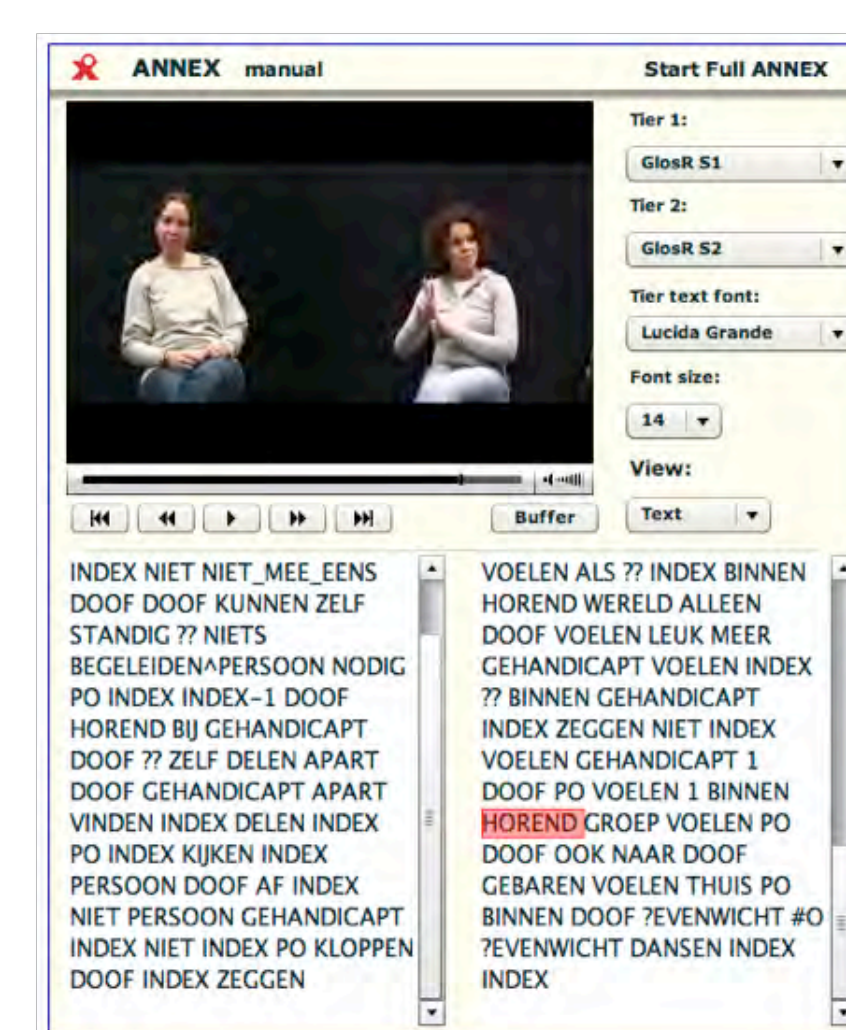 ANNEX manual
Start Full ANNEX
Tier 1:
GlosR S1
Tier 2:
GlosR S2
Tier text font:
Lucida Grande
Font size:
14
View:
Text
Buffer
INDEX NIET NIET_MEE_EENS
DOOF DOOF KUNNEN ZELF
STANDIG ?? NIETS
BEGELEIDEN^PERSOON NODIG
PO INDEX INDEX-1 DOOF
HOREND BIJ GEHANDICAPT
DOOF ?? ZELF DELEN APART
DOOF GEHANDICAPT APART
VINDEN INDEX DELEN INDEX
PO INDEX KIJKEN INDEX
PERSOON DOOF AF INDEX
NIET PERSOON GEHANDICAPT
INDEX NIET INDEX PO KLOPPEN
DOOF INDEX ZEGGEN
VOELEN ALS ?? INDEX BINNEN
HOREND WERELD ALLEEN
DOOF VOELEN LEUK MEER
GEHANDICAPT VOELEN INDEX
?? BINNEN GEHANDICAPT
INDEX ZEGGEN NIET INDEX
VOELEN GEHANDICAPT 1
DOOF PO VOELEN 1 BINNEN
HOREND GROEP VOELEN PO
DOOF OOK NAAR DOOF
GEBAREN VOELEN THUIS PO
BINNEN DOOF ?EVENWICHT #O
?EVENWICHT DANSEN INDEX
INDEX